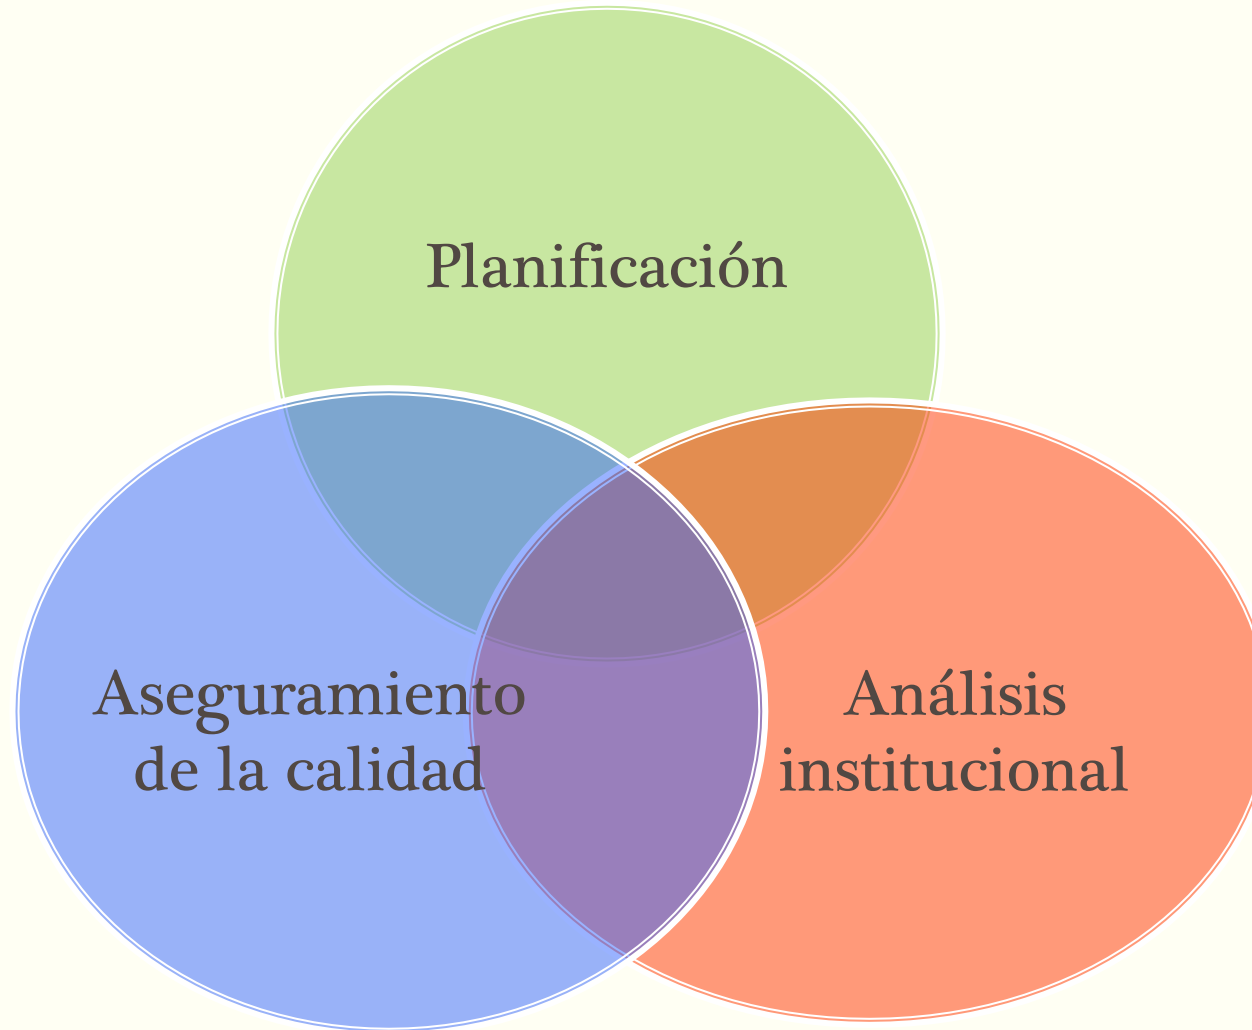 Planificación
Aseguramiento
de la calidad
Análisis
institucional